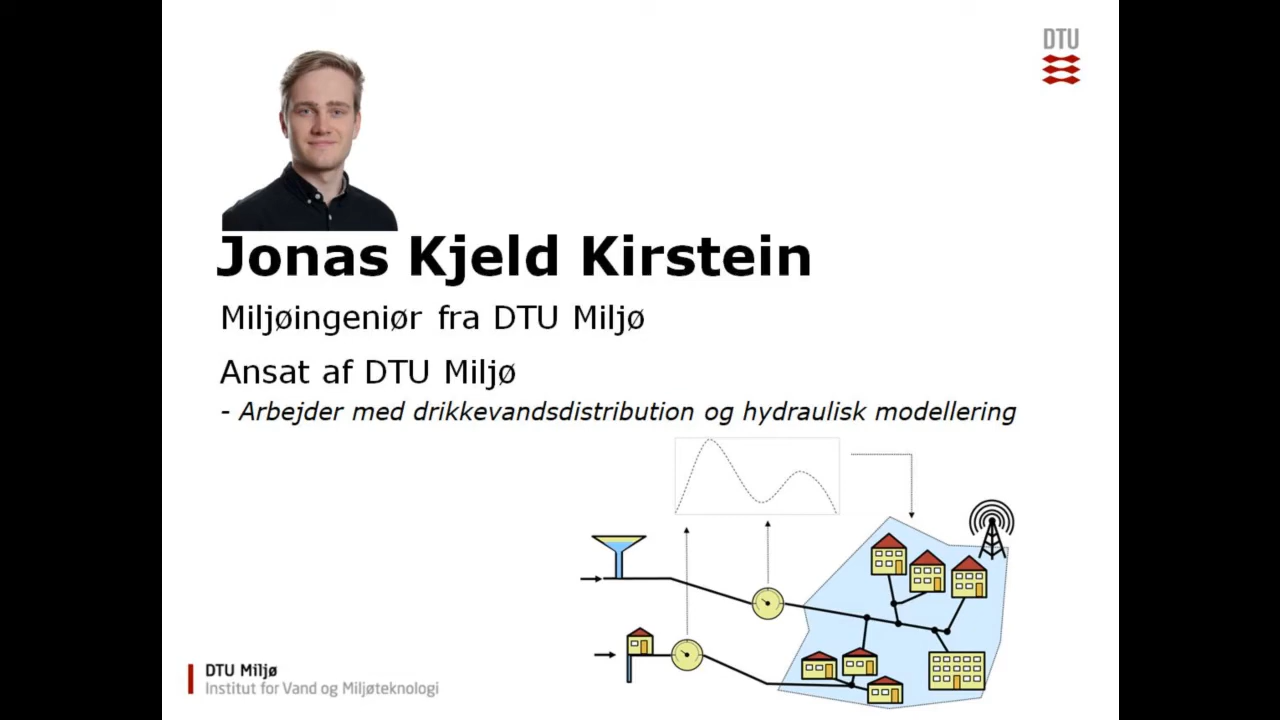 DTU
Jonas Kjeld Kirstein
Miljøingeniør fra DTU Miljø
Ansat af DTU Miljø
- Arbejder med drikkevandsdistribution og hydraulisk modellering
DTU Miljø
Institut for Vand og Miljøteknologi